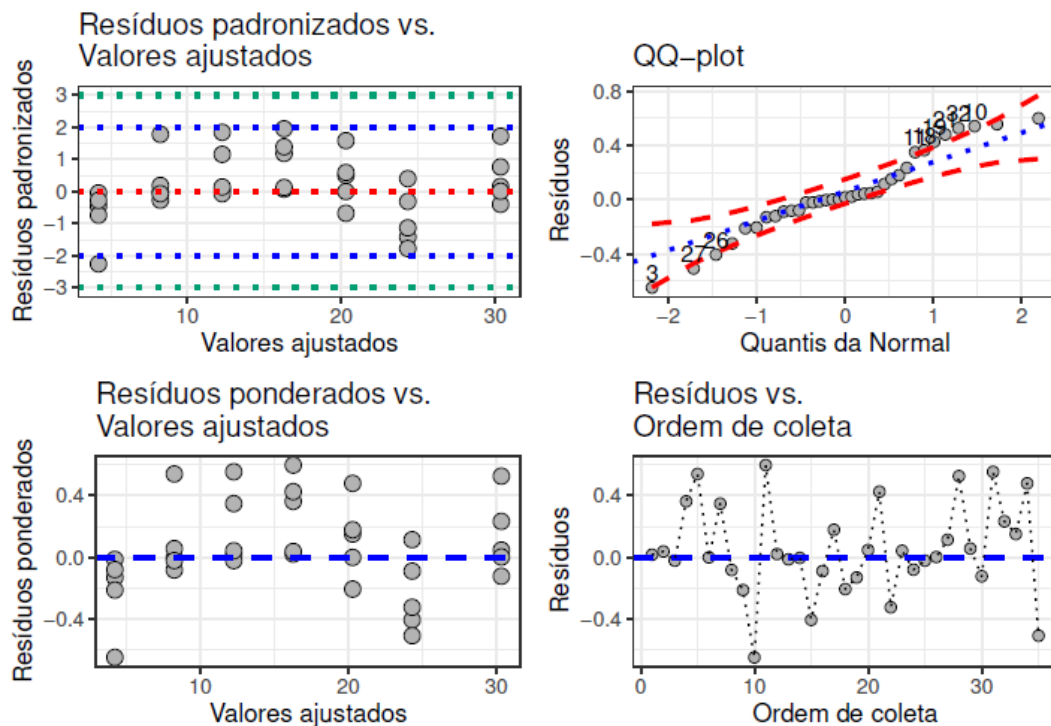 Resíduos padronizados vs.
Valores ajustados
Resíduos padronizados
3
2
1
0
−1
−2
−3
10
20
30
Valores ajustados
QQ−plot
Resíduos
0.8
0.4
0.0
−0.4
3
27
26
10
−2
−1
0
1
2
Quantis da Normal
Resíduos ponderados vs.
Valores ajustados
Resíduos ponderados
0.4
0.0
−0.4
10
20
30
Valores ajustados
Resíduos vs.
Ordem de coleta
Resíduos
0.4
0.0
−0.4
0
10
20
30
Ordem de coleta